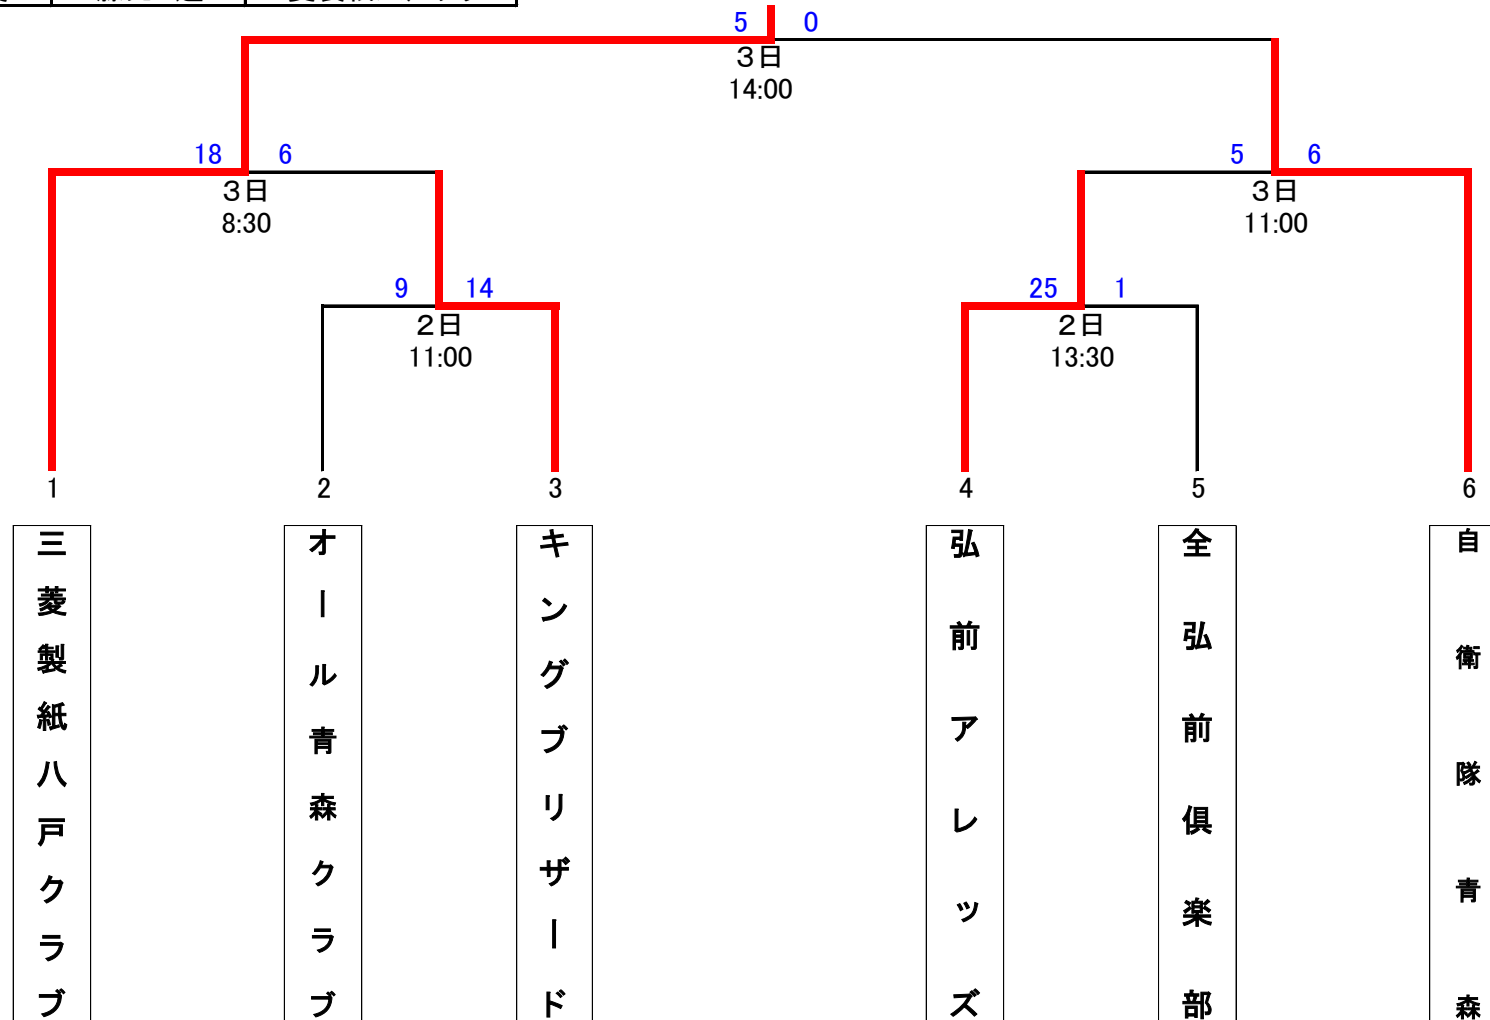 5 0
3日
14:00
18 6
3日
8:30
5 6
3日
11:00
9 14
2日
11:00
25 1
2日
13:30
1 2 3 4 5 6
三菱製紙八戸クラブ
オール青森クラブ
キングブリザード
弘前アレッズ
全弘前倶楽部
自衛隊青森